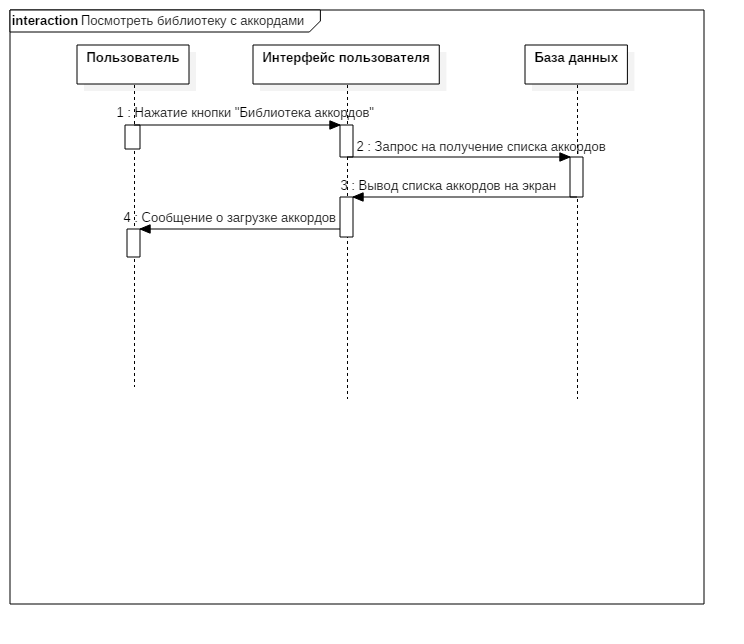 interaction Посмотреть библиотеку с аккордами
Пользователь
Интерфейс пользователя
База данных
1 : Нажатие кнопки "Библиотека аккордов"
2 : Запрос на получение списка аккордов
3 : Вывод списка аккордов на экран
4 : Сообщение о загрузке аккордов